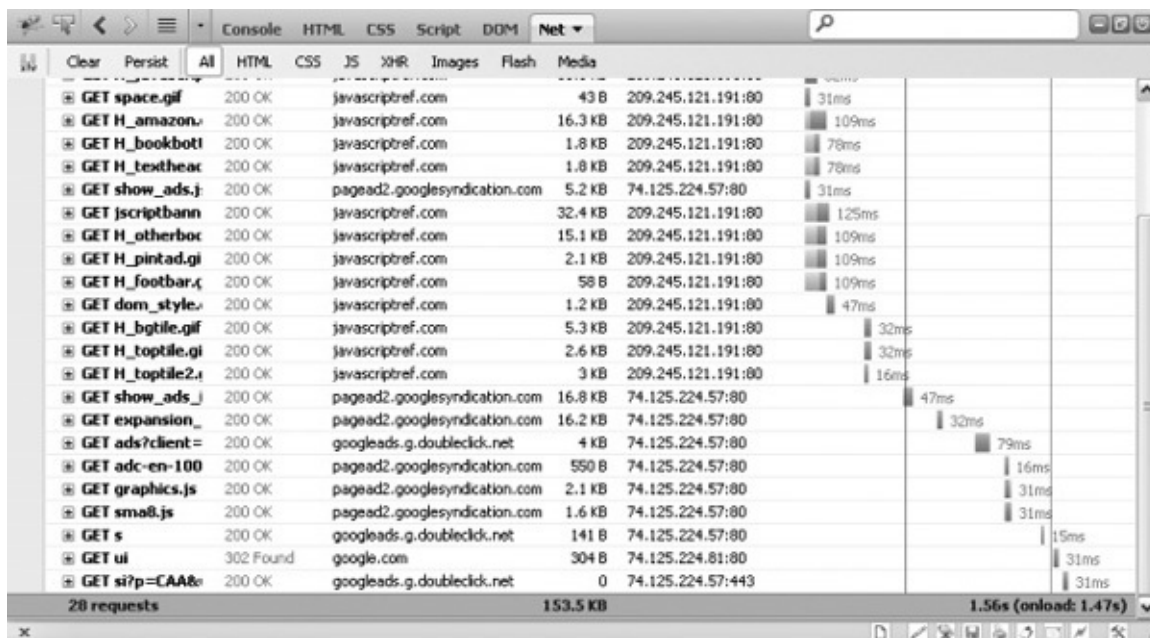 Console HTML CSS Script DOM Net
Clear Persist All HTML CSS JS XHR Images Flash Media
GET space.gif 200 OK javascriptref.com 43 B 209.245.121.191:80 31ms
GET H_amazon. 200 OK javascriptref.com 16.3 KB 209.245.121.191:80 109ms
GET H_bookbott 200 OK javascriptref.com 1.8 KB 209.245.121.191:80 78ms
GET H_texthead 200 OK javascriptref.com 1.8 KB 209.245.121.191:80 78ms
GET show_ads.j 200 OK pagead2.googlesyndication.com 5.2 KB 74.125.224.57:80 31ms
GET jscriptbann 200 OK javascriptref.com 32.4 KB 209.245.121.191:80 125ms
GET H_otherboo 200 OK javascriptref.com 15.1 KB 209.245.121.191:80 109ms
GET H_pintad.gi 200 OK javascriptref.com 2.1 KB 209.245.121.191:80 109ms
GET H_footbar.g 200 OK javascriptref.com 58 B 209.245.121.191:80 109ms
GET dom_style. 200 OK javascriptref.com 1.2 KB 209.245.121.191:80 47ms
GET H_bgtile.gif 200 OK javascriptref.com 5.3 KB 209.245.121.191:80 32ms
GET H_toptile.gi 200 OK javascriptref.com 2.6 KB 209.245.121.191:80 32ms
GET H_toptile2. 200 OK javascriptref.com 3 KB 209.245.121.191:80 16ms
GET show_ads_i 200 OK pagead2.googlesyndication.com 16.8 KB 74.125.224.57:80 47ms
GET expansion_ 200 OK pagead2.googlesyndication.com 16.2 KB 74.125.224.57:80 32ms
GET ads?client= 200 OK googleads.g.doubleclick.net 4 KB 74.125.224.57:80 79ms
GET adc-en-100 200 OK pagead2.googlesyndication.com 550 B 74.125.224.57:80 16ms
GET graphics.js 200 OK pagead2.googlesyndication.com 2.1 KB 74.125.224.57:80 31ms
GET sma8.js 200 OK pagead2.googlesyndication.com 1.6 KB 74.125.224.57:80 31ms
GET s 200 OK googleads.g.doubleclick.net 141 B 74.125.224.57:80 15ms
GET ui 302 Found google.com 304 B 74.125.224.81:80 31ms
GET si?p=CAA& 200 OK googleads.g.doubleclick.net 0 74.125.224.57:443 31ms
28 requests 153.5 KB 1.56s (onload: 1.47s)